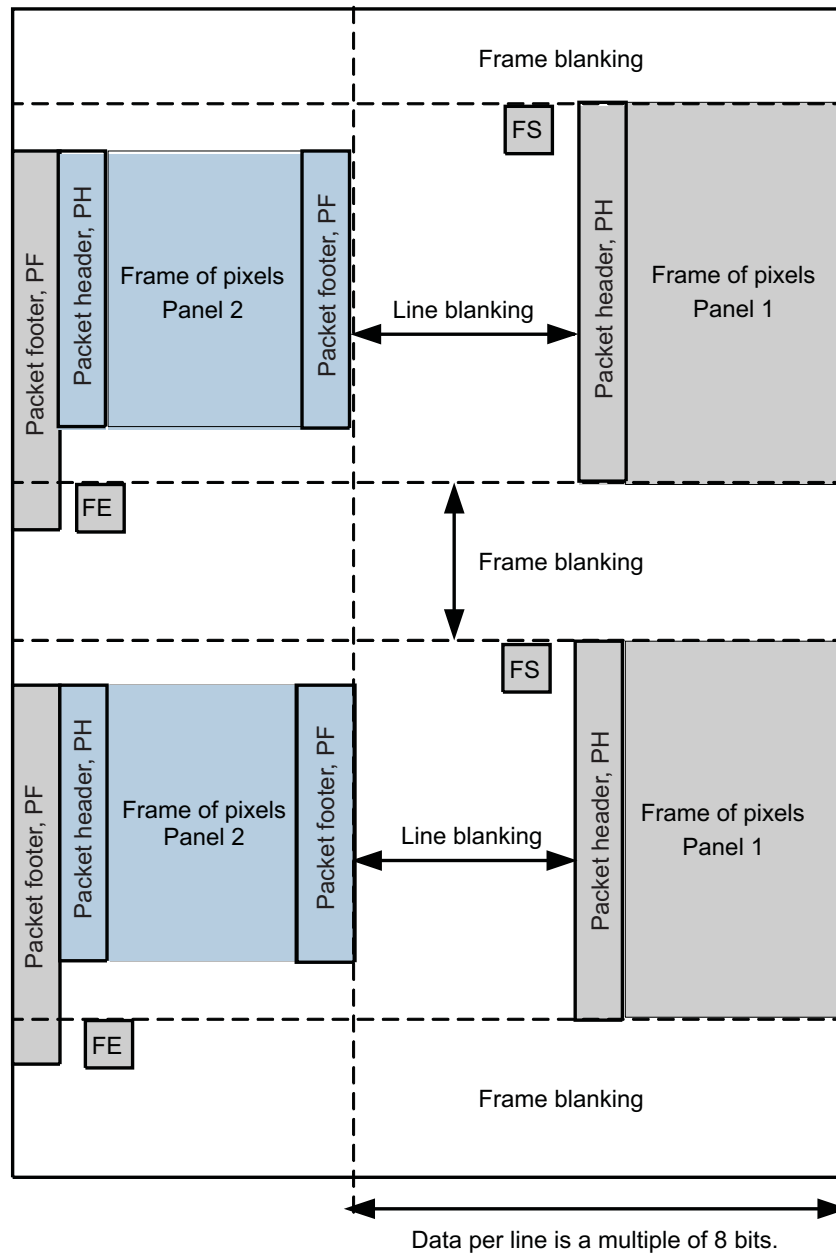 Frame blanking
FS
Packet footer, PF
Packet header, PH
Frame of pixels
Panel 2
Packet footer, PF
Line blanking
Packet header, PH
Frame of pixels
Panel 1
FE
Frame blanking
FS
Packet footer, PF
Packet header, PH
Frame of pixels
Panel 2
Packet footer, PF
Line blanking
Packet header, PH
Frame of pixels
Panel 1
FE
Frame blanking
Data per line is a multiple of 8 bits.